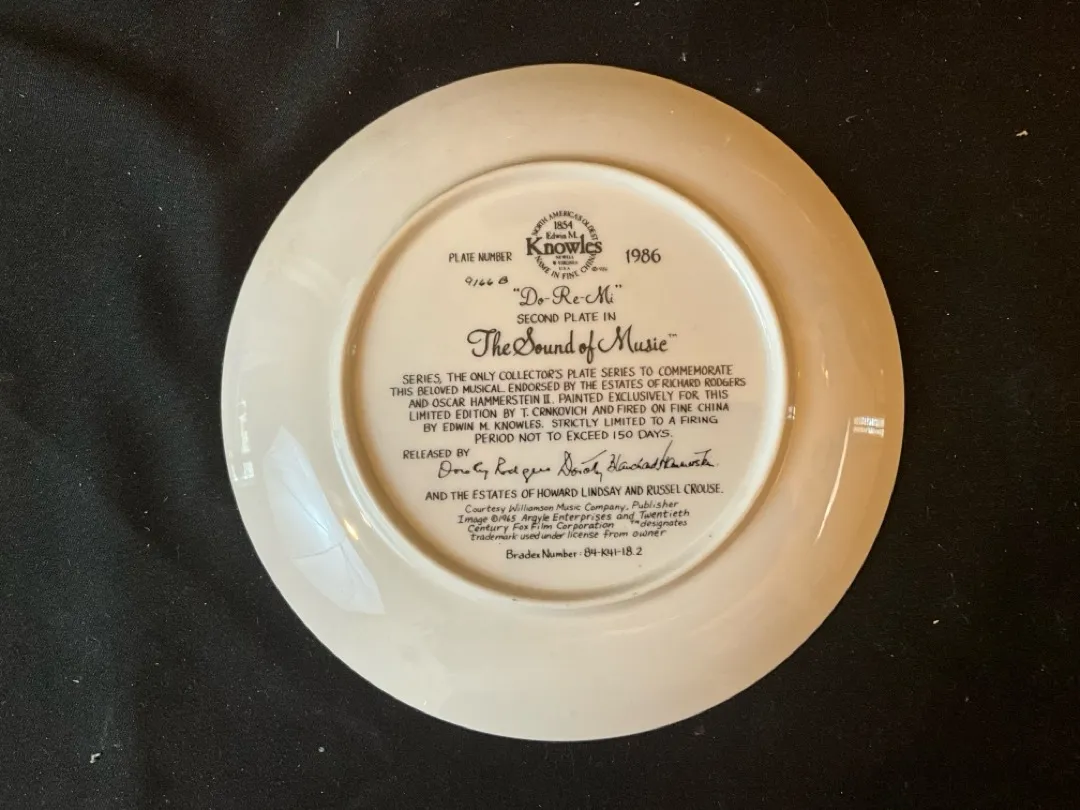 NORTH AMERICA'S OLDEST
1854
Edwin M.
Knowles
NEWELL
W. VIRGINIA
U.S.A.
NAME IN FINE CHINA
PLATE NUMBER
1986
9166 B
"Do-Re-Mi"
SECOND PLATE IN
The Sound of Music™
SERIES, THE ONLY COLLECTOR'S PLATE SERIES TO COMMEMORATE
THIS BELOVED MUSICAL. ENDORSED BY THE ESTATES OF RICHARD RODGERS
AND OSCAR HAMMERSTEIN II. PAINTED EXCLUSIVELY FOR THIS
LIMITED EDITION BY T. CRNKOVICH AND FIRED ON FINE CHINA
BY EDWIN M. KNOWLES. STRICTLY LIMITED TO A FIRING
PERIOD NOT TO EXCEED 150 DAYS.
RELEASED BY
Dorothy Rodgers Dorothy Blanchard Hammerstein
AND THE ESTATES OF HOWARD LINDSAY AND RUSSEL CROUSE.
Courtesy Williamson Music Company, Publisher
Image ©1965 Argyle Enterprises and Twentieth
Century Fox Film Corporation ™designates
trademark used under license from owner
Bradex Number: 84-K41-18.2